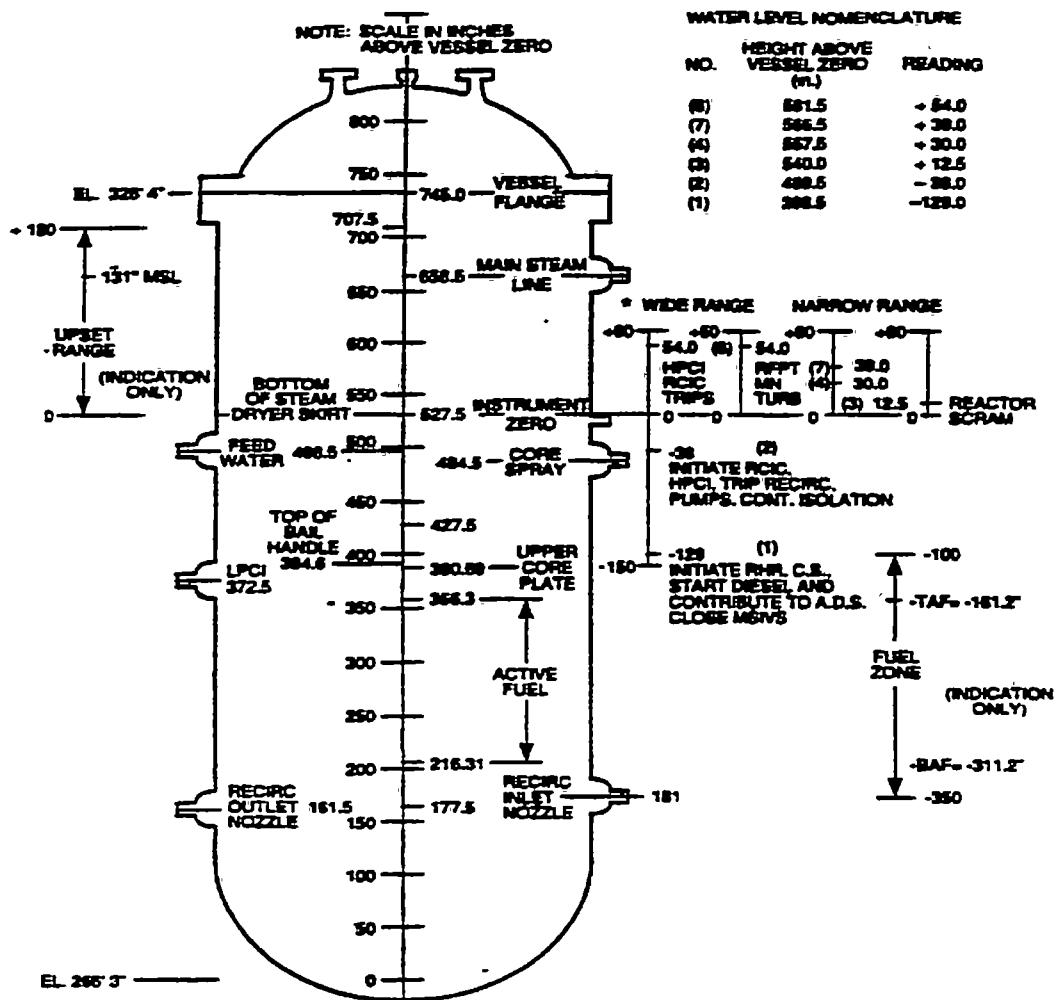 NOTE: SCALE IN INCHES
ABOVE VESSEL ZERO
WATER LEVEL NOMENCLATURE
NO.
HEIGHT ABOVE
VESSEL ZERO
(in.)
READING
(8) 581.5 + 54.0
(7) 566.5 + 39.0
(4) 557.5 + 30.0
(3) 540.0 + 12.5
(2) 489.5 - 38.0
(1) 398.5 -129.0
800
750
EL. 328' 4"
745.0
VESSEL
FLANGE
+ 180
707.5
700
131" MSL
658.5
MAIN STEAM
LINE
650
UPSET
RANGE
(INDICATION
ONLY)
0
600
550
BOTTOM
OF STEAM
DRYER SKIRT
527.5
INSTRUMENT
ZERO
* WIDE RANGE
NARROW RANGE
+60 +60 +60 +60
54.0 (8) 54.0
HPCI
RCIC
TRIPS
RFPT (7) 39.0
MN (4) 30.0
TURB
(3) 12.5
REACTOR
SCRAM
0 0 0 0
500
FEED
WATER
484.5
CORE
SPRAY
-38 (2)
INITIATE RCIC,
HPCI, TRIP RECIRC.
PUMPS. CONT. ISOLATION
450
427.5
TOP OF
BAIL
HANDLE
400
UPPER
CORE
PLATE
-150
-129 (1)
INITIATE RHR, C.S.,
START DIESEL AND
CONTRIBUTE TO A.D.S.
CLOSE MSIVS
LPCI
372.5
366.3
350
300
ACTIVE
FUEL
250
216.31
200
-100
-TAF= -161.2"
FUEL
ZONE
(INDICATION
ONLY)
-BAF= -311.2"
-350
RECIRC
OUTLET
NOZZLE
161.5
177.5
RECIRC
INLET
NOZZLE
181
150
100
50
0